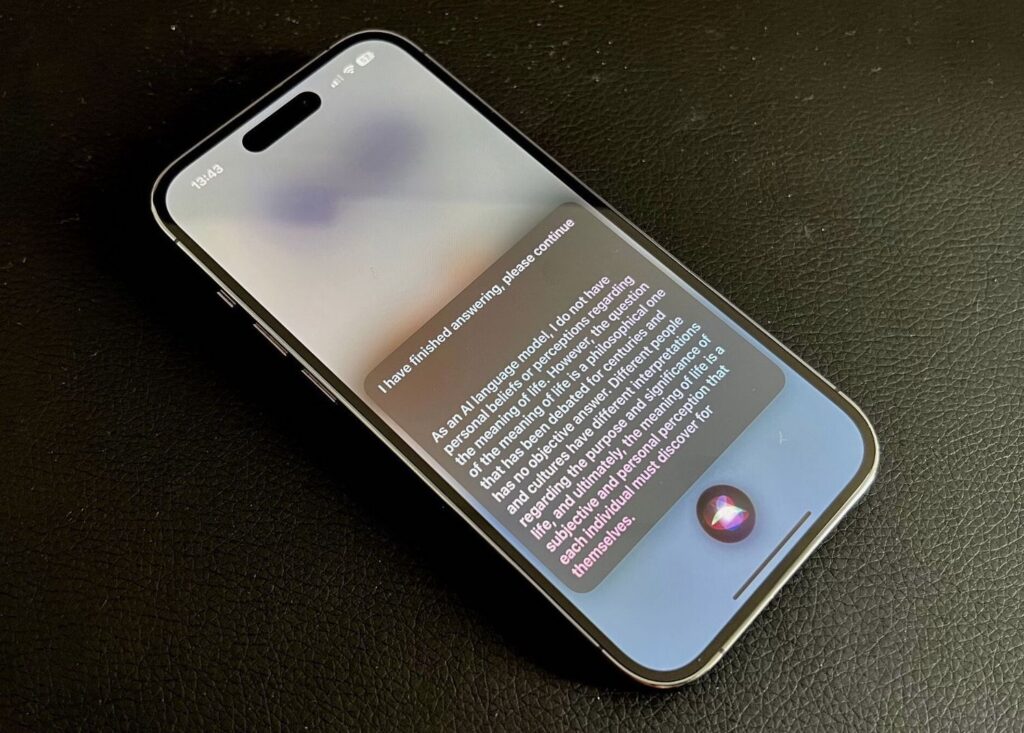 13:43
I have finished answering, please continue
As an AI language model, I do not have
personal beliefs or perceptions regarding
the meaning of life. However, the question
of the meaning of life is a philosophical one
that has been debated for centuries and
has no objective answer. Different people
and cultures have different interpretations
regarding the purpose and significance of
life, and ultimately, the meaning of life is a
subjective and personal perception that
each individual must discover for
themselves.